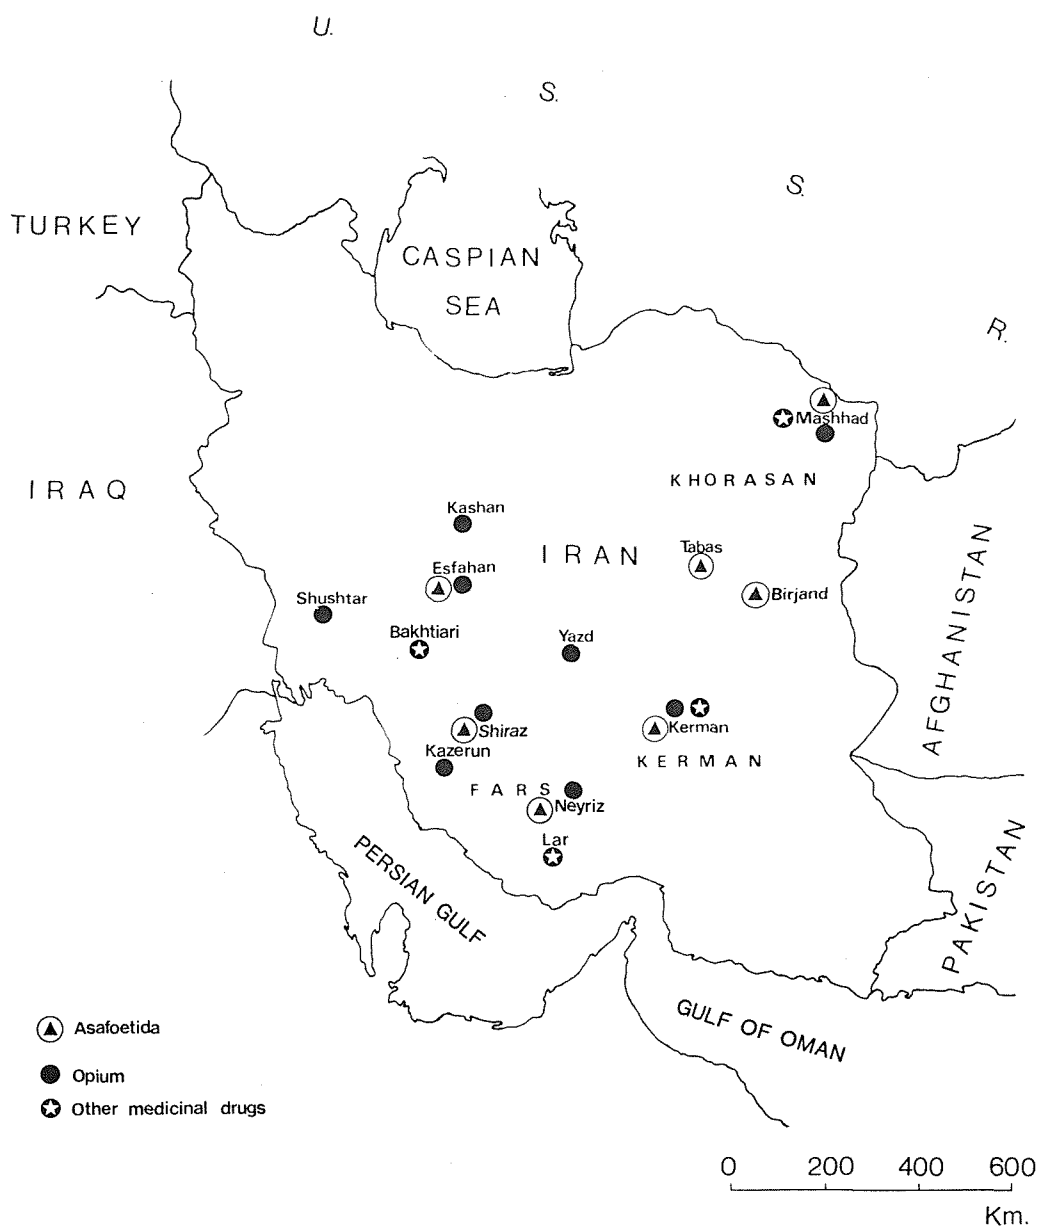 U.
S.
S.
R.
TURKEY
CASPIAN
SEA
Mashhad
KHORASAN
IRAQ
Kashan
IRAN
Tabas
Esfahan
Birjand
Shushtar
Bakhtiari
Yazd
AFGHANISTAN
Shiraz
Kerman
Kazerun
KERMAN
FARS
Neyriz
Lar
PERSIAN GULF
PAKISTAN
GULF OF OMAN
Asafoetida
Opium
Other medicinal drugs
0 200 400 600
Km.